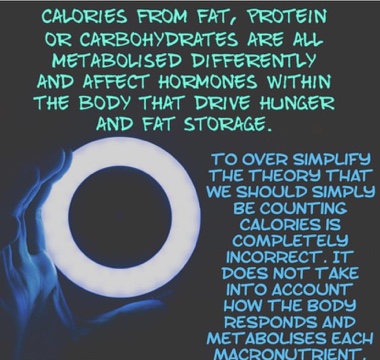 CALORIES FROM FAT, PROTEIN
OR CARBOHYDRATES ARE ALL
METABOLISED DIFFERENTLY
AND AFFECT HORMONES WITHIN
THE BODY THAT DRIVE HUNGER
AND FAT STORAGE.
TO OVER SIMPLIFY
THE THEORY THAT
WE SHOULD SIMPLY
BE COUNTING
CALORIES IS
COMPLETELY
INCORRECT. IT
DOES NOT TAKE
INTO ACCOUNT
HOW THE BODY
RESPONDS AND
METABOLISES EACH
MACRONUTRIENT.